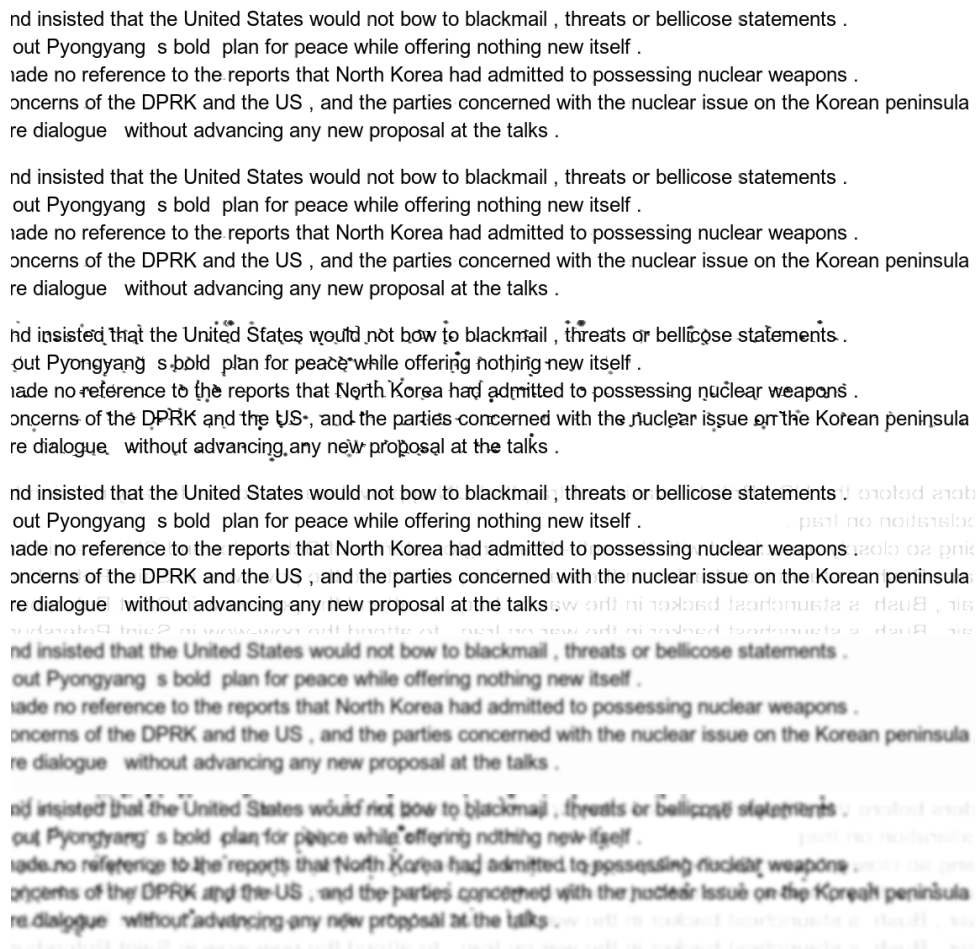 nd insisted that the United States would not bow to blackmail , threats or bellicose statements .
out Pyongyang s bold plan for peace while offering nothing new itself .
made no reference to the reports that North Korea had admitted to possessing nuclear weapons .
oncerns of the DPRK and the US , and the parties concerned with the nuclear issue on the Korean peninsula
re dialogue without advancing any new proposal at the talks .
nd insisted that the United States would not bow to blackmail , threats or bellicose statements .
out Pyongyang s bold plan for peace while offering nothing new itself .
made no reference to the reports that North Korea had admitted to possessing nuclear weapons .
oncerns of the DPRK and the US , and the parties concerned with the nuclear issue on the Korean peninsula
re dialogue without advancing any new proposal at the talks .
nd insisted that the United States would not bow to blackmail , threats or bellicose statements .
out Pyongyang s bold plan for peace while offering nothing new itself .
made no reference to the reports that North Korea had admitted to possessing nuclear weapons .
oncerns of the DPRK and the US , and the parties concerned with the nuclear issue on the Korean peninsula
re dialogue without advancing any new proposal at the talks .
nd insisted that the United States would not bow to blackmail , threats or bellicose statements .
out Pyongyang s bold plan for peace while offering nothing new itself .
made no reference to the reports that North Korea had admitted to possessing nuclear weapons .
oncerns of the DPRK and the US , and the parties concerned with the nuclear issue on the Korean peninsula
re dialogue without advancing any new proposal at the talks .
nd insisted that the United States would not bow to blackmail , threats or bellicose statements .
out Pyongyang s bold plan for peace while offering nothing new itself .
made no reference to the reports that North Korea had admitted to possessing nuclear weapons .
oncerns of the DPRK and the US , and the parties concerned with the nuclear issue on the Korean peninsula
re dialogue without advancing any new proposal at the talks .
nd insisted that the United States would not bow to blackmail , threats or bellicose statements .
out Pyongyang s bold plan for peace while offering nothing new itself .
made no reference to the reports that North Korea had admitted to possessing nuclear weapons .
oncerns of the DPRK and the US , and the parties concerned with the nuclear issue on the Korean peninsula
re dialogue without advancing any new proposal at the talks .